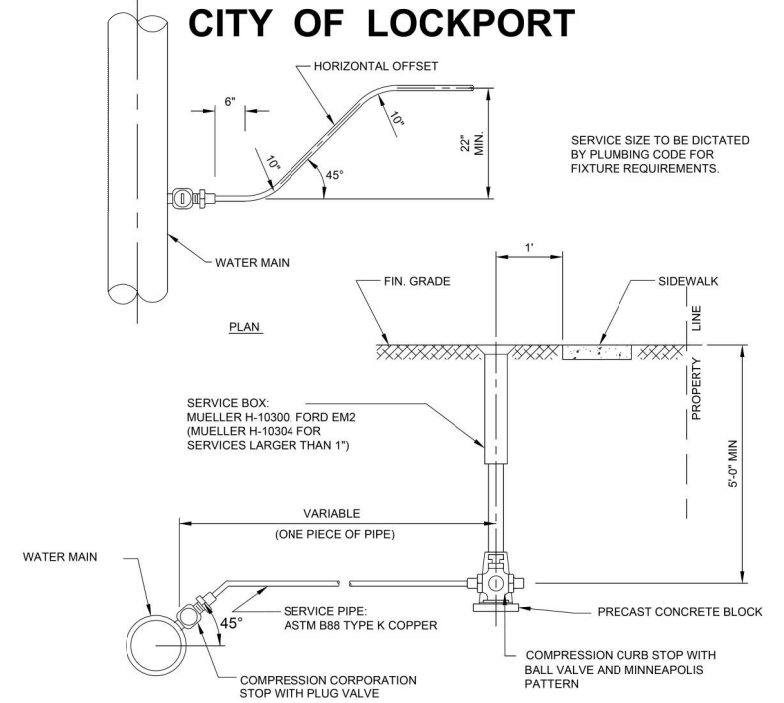 CITY OF LOCKPORT
HORIZONTAL OFFSET
6"
10"
10"
45°
22"
MIN.
SERVICE SIZE TO BE DICTATED
BY PLUMBING CODE FOR
FIXTURE REQUIREMENTS.
WATER MAIN
PLAN
1'
FIN. GRADE
SIDEWALK
PROPERTY LINE
SERVICE BOX:
MUELLER H-10300, FORD EM2
(MUELLER H-10304 FOR
SERVICES LARGER THAN 1")
5'-0" MIN
VARIABLE
(ONE PIECE OF PIPE)
WATER MAIN
45°
SERVICE PIPE:
ASTM B88 TYPE K COPPER
PRECAST CONCRETE BLOCK
COMPRESSION CURB STOP WITH
BALL VALVE AND MINNEAPOLIS
PATTERN
COMPRESSION CORPORATION
STOP WITH PLUG VALVE